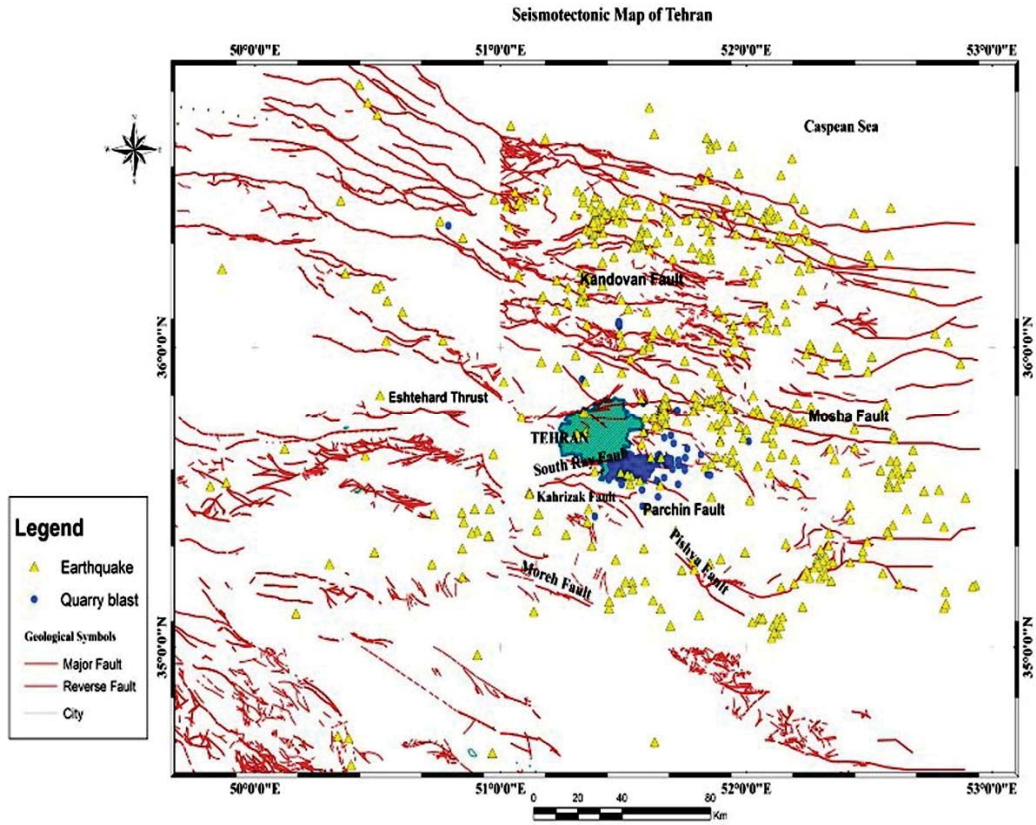 Seismotectonic Map of Tehran
50°0'0"E 51°0'0"E 52°0'0"E 53°0'0"E
N
Caspean Sea
Kandovan Fault
36°0'0"N 36°0'0"N
Eshtehard Thrust
Mosha Fault
TEHRAN
South Ray Fault
Kahrizak Fault
Parchin Fault
Pishva Fault
Moreh Fault
35°0'0"N 35°0'0"N
Legend
Earthquake
Quarry blast
Geological Symbols
Major Fault
Reverse Fault
City
50°0'0"E 51°0'0"E 52°0'0"E 53°0'0"E
0 20 40 80
Km